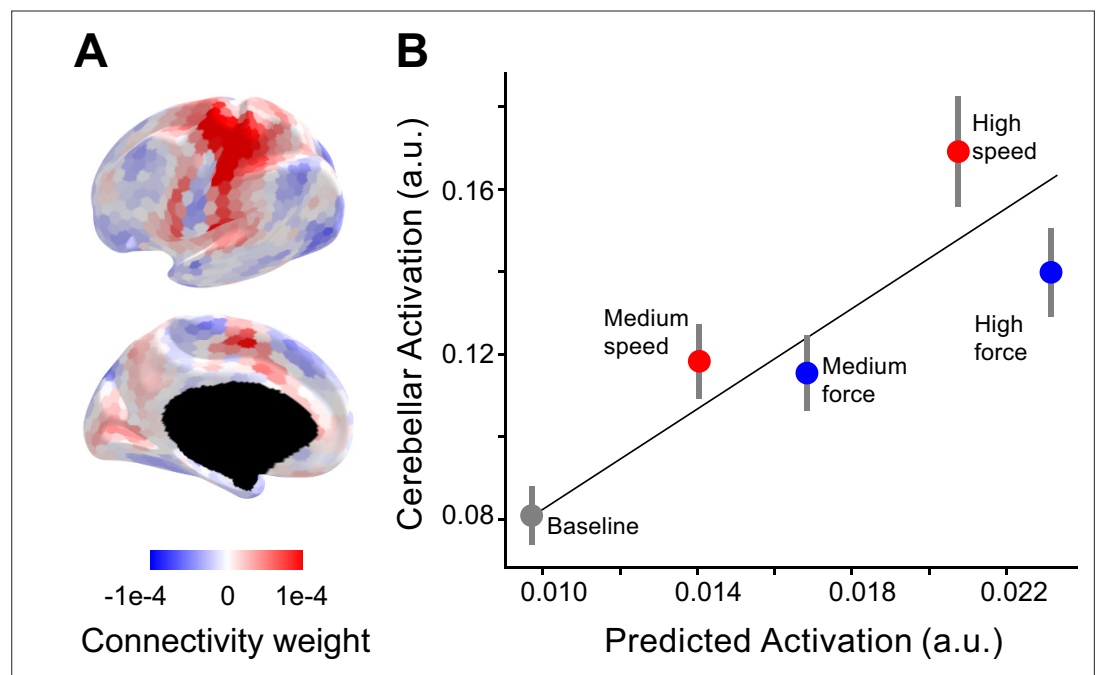 A
-1e-4 0 1e-4
Connectivity weight
B
Cerebellar Activation (a.u.)
0.16
0.12
0.08
High
speed
Medium
speed
Medium
force
High
force
Baseline
0.010 0.014 0.018 0.022
Predicted Activation (a.u.)